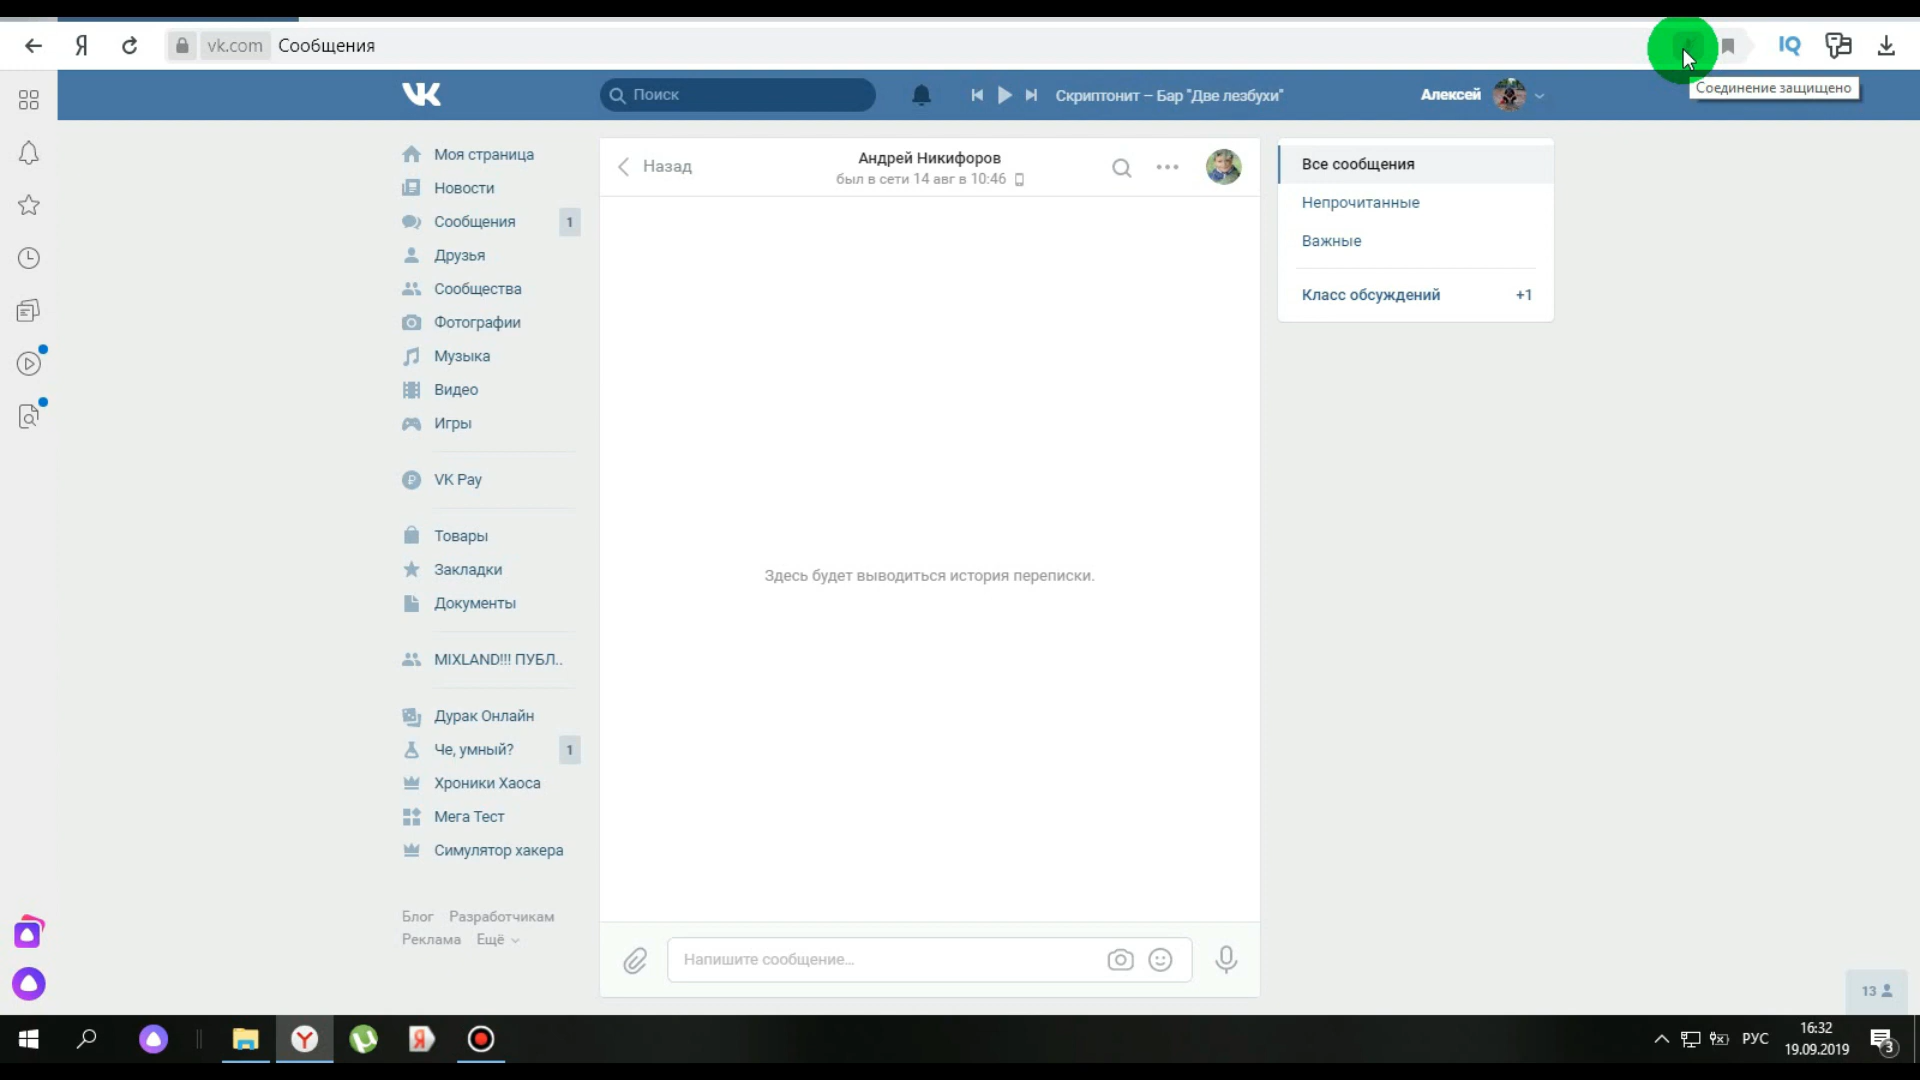 Я
vk.com Сообщения
IQ
Соединение защищено
Поиск
Скриптонит – Бар "Две лезбухи"
Алексей
Моя страница
Новости
Сообщения 1
Друзья
Сообщества
Фотографии
Музыка
Видео
Игры
VK Pay
Товары
Закладки
Документы
MIXLAND!!! ПУБЛ..
Дурак Онлайн
Че, умный? 1
Хроники Хаоса
Мега Тест
Симулятор хакера
Блог Разработчикам
Реклама Ещё
Назад
Андрей Никифоров
был в сети 14 авг в 10:46
Здесь будет выводиться история переписки.
Напишите сообщение…
Все сообщения
Непрочитанные
Важные
Класс обсуждений +1
13
Y
Я
РУС
16:32
19.09.2019
3